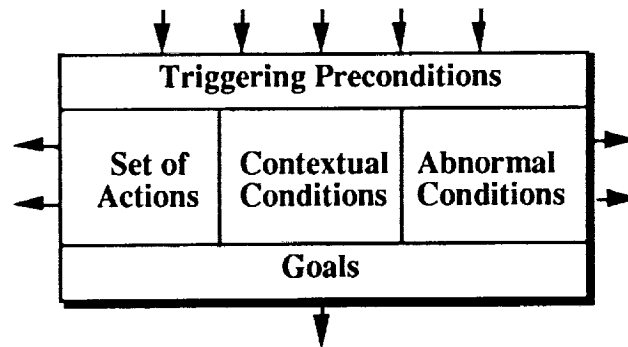 Triggering Preconditions
Set of
Actions
Contextual
Conditions
Abnormal
Conditions
Goals